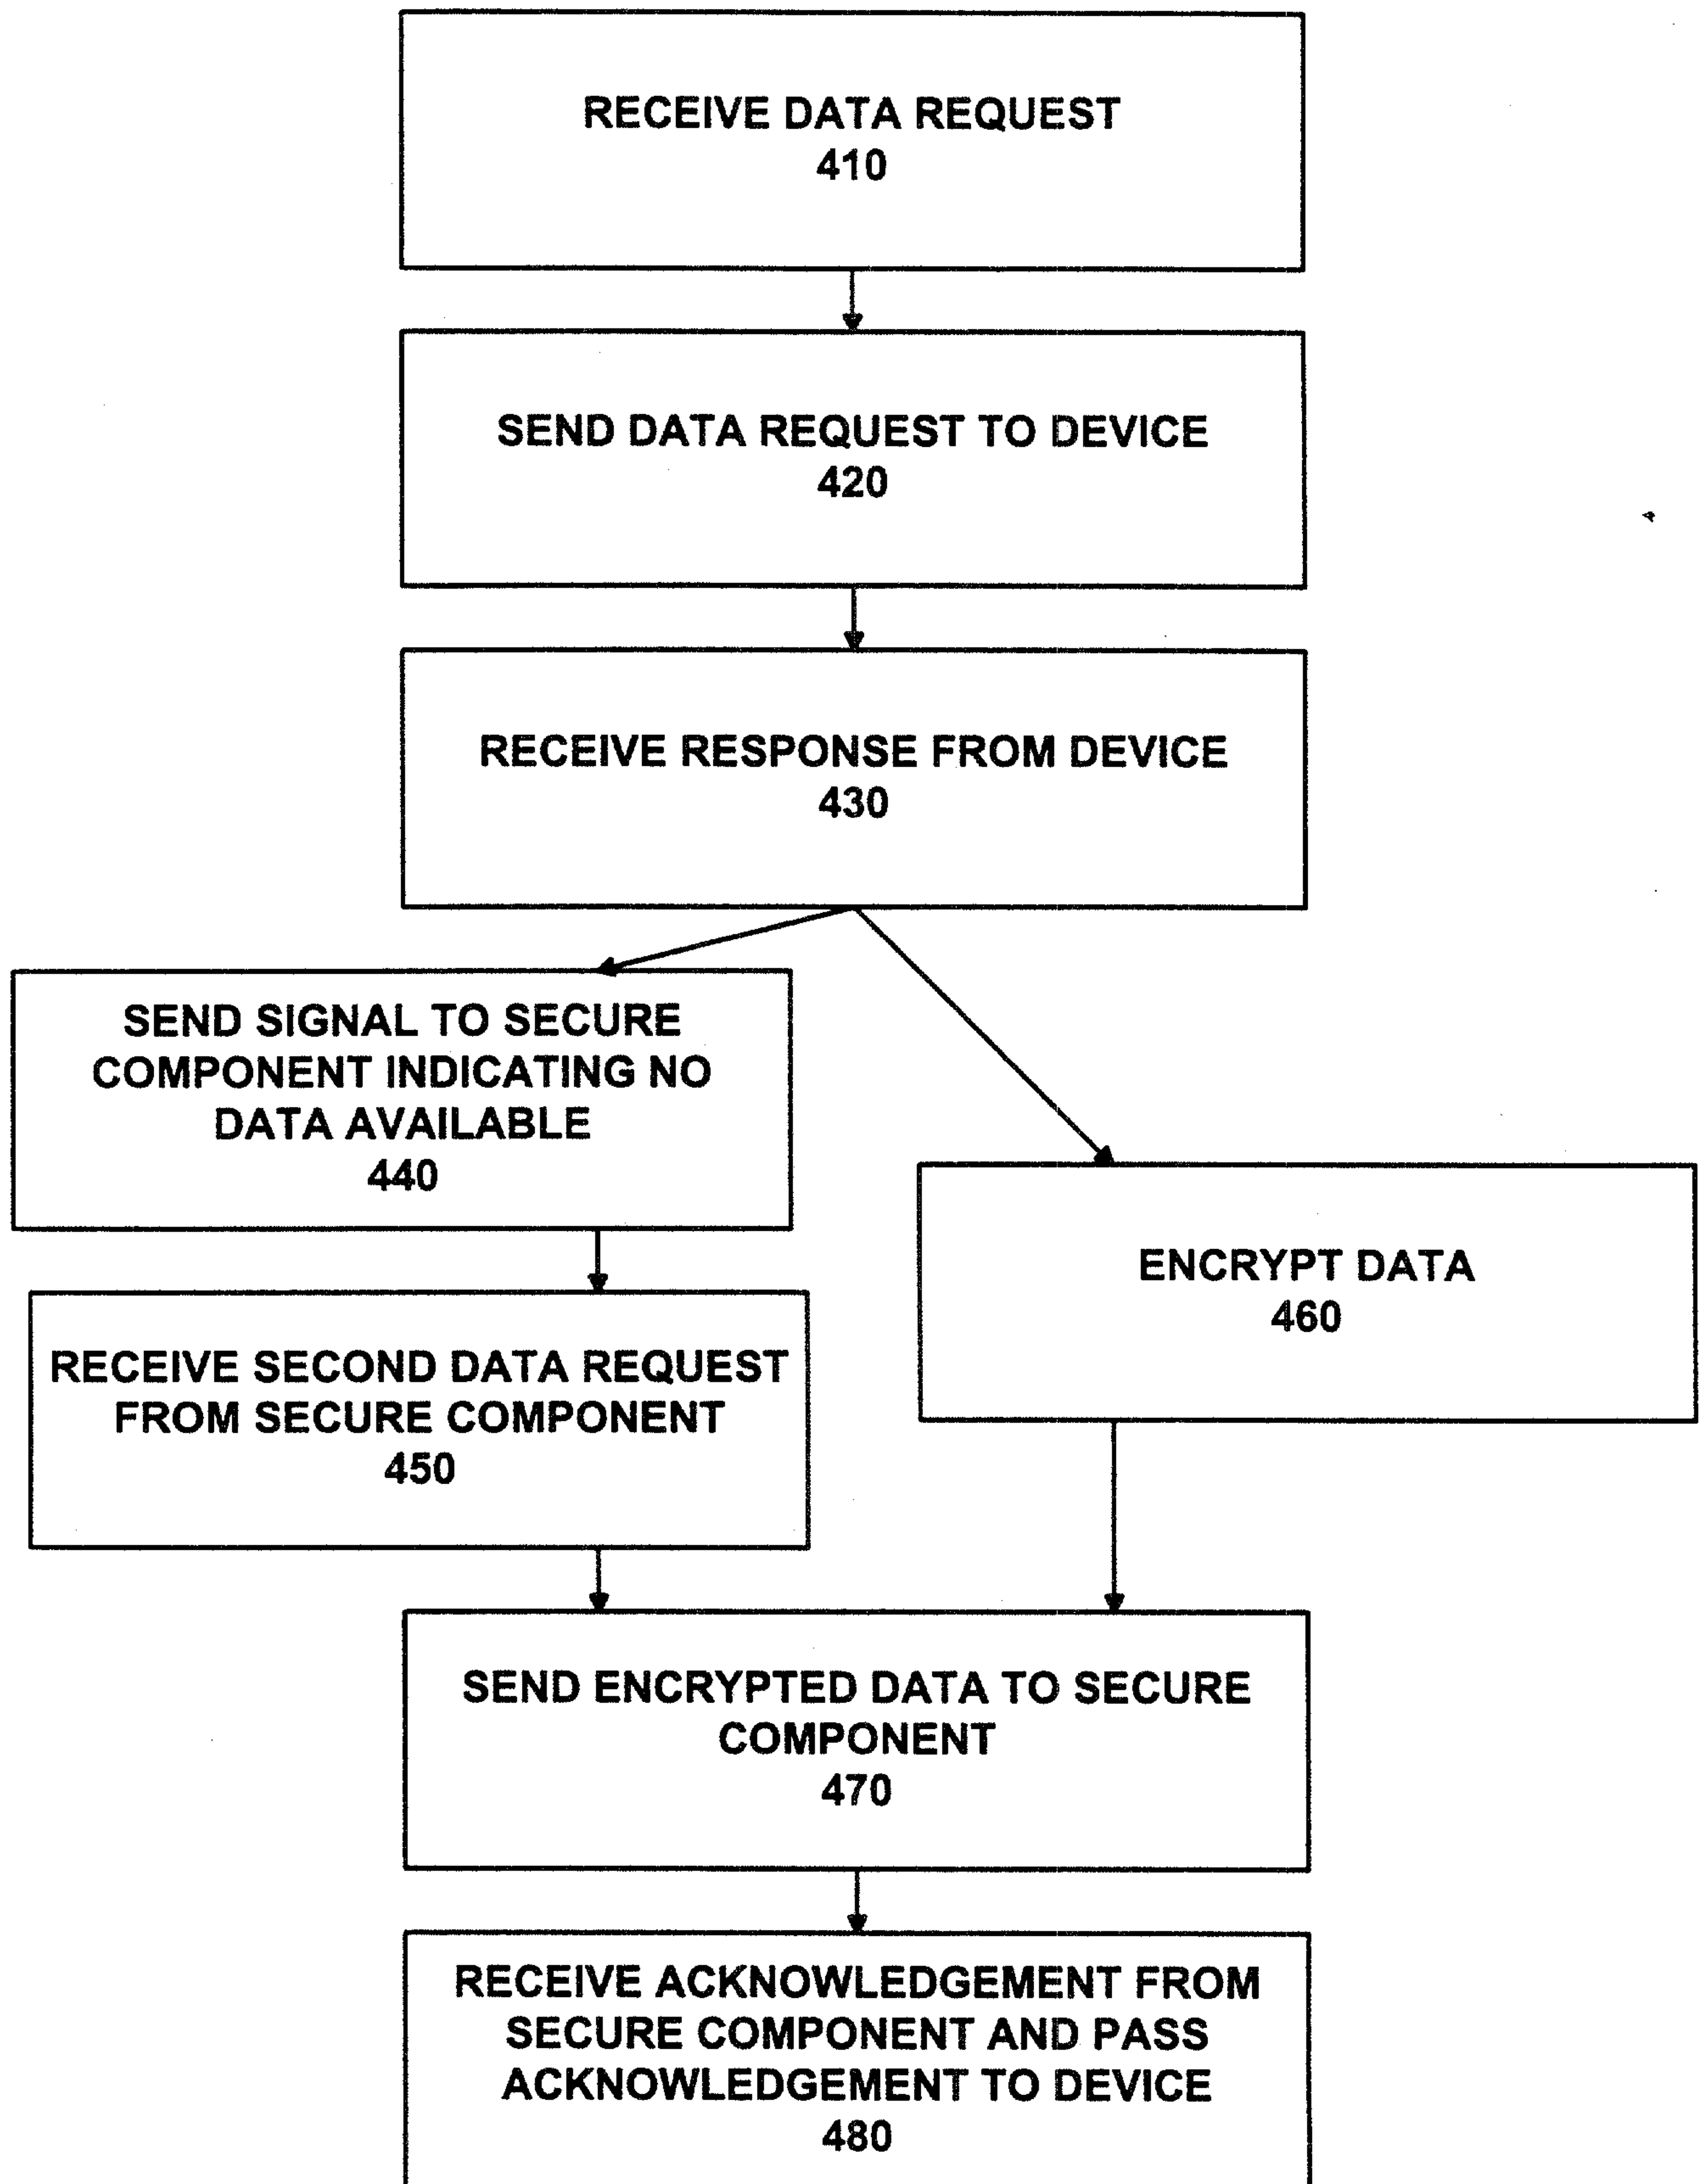 RECEIVE DATA REQUEST
410
SEND DATA REQUEST TO DEVICE
420
RECEIVE RESPONSE FROM DEVICE
430
SEND SIGNAL TO SECURE
COMPONENT INDICATING NO
DATA AVAILABLE
440
ENCRYPT DATA
460
RECEIVE SECOND DATA REQUEST
FROM SECURE COMPONENT
450
SEND ENCRYPTED DATA TO SECURE
COMPONENT
470
RECEIVE ACKNOWLEDGEMENT FROM
SECURE COMPONENT AND PASS
ACKNOWLEDGEMENT TO DEVICE
480